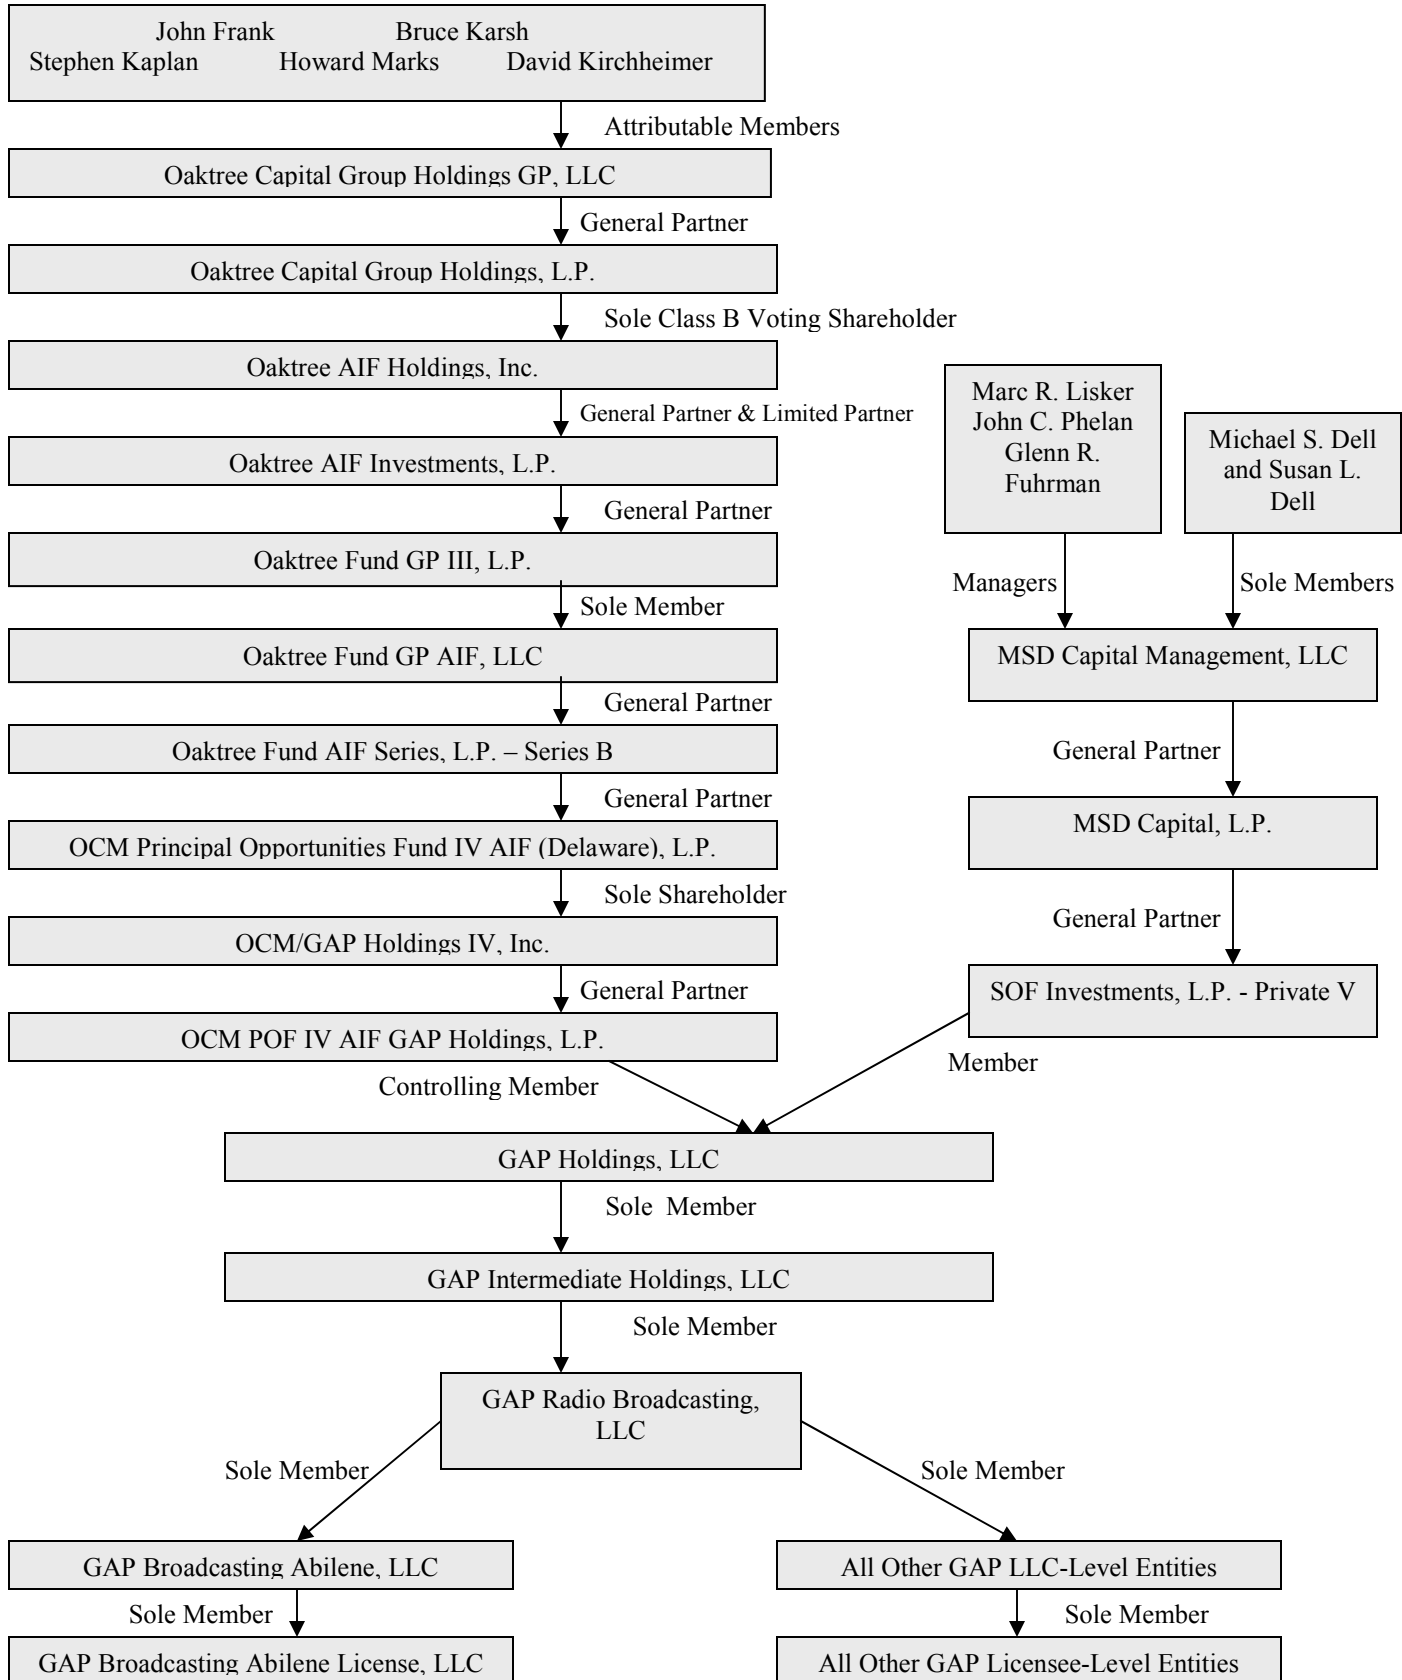 John Frank Bruce Karsh
Stephen Kaplan Howard Marks David Kirchheimer
Attributable Members
Oaktree Capital Group Holdings GP, LLC
General Partner
Oaktree Capital Group Holdings, L.P.
Sole Class B Voting Shareholder
Oaktree AIF Holdings, Inc.
General Partner & Limited Partner
Oaktree AIF Investments, L.P.
General Partner
Oaktree Fund GP III, L.P.
Sole Member
Oaktree Fund GP AIF, LLC
General Partner
Oaktree Fund AIF Series, L.P. – Series B
General Partner
OCM Principal Opportunities Fund IV AIF (Delaware), L.P.
Sole Shareholder
OCM/GAP Holdings IV, Inc.
General Partner
OCM POF IV AIF GAP Holdings, L.P.
Controlling Member
Marc R. Lisker
John C. Phelan
Glenn R.
Fuhrman
Michael S. Dell
and Susan L.
Dell
Managers
Sole Members
MSD Capital Management, LLC
General Partner
MSD Capital, L.P.
General Partner
SOF Investments, L.P. - Private V
Member
GAP Holdings, LLC
Sole Member
GAP Intermediate Holdings, LLC
Sole Member
GAP Radio Broadcasting,
LLC
Sole Member
Sole Member
GAP Broadcasting Abilene, LLC
All Other GAP LLC-Level Entities
Sole Member
Sole Member
GAP Broadcasting Abilene License, LLC
All Other GAP Licensee-Level Entities